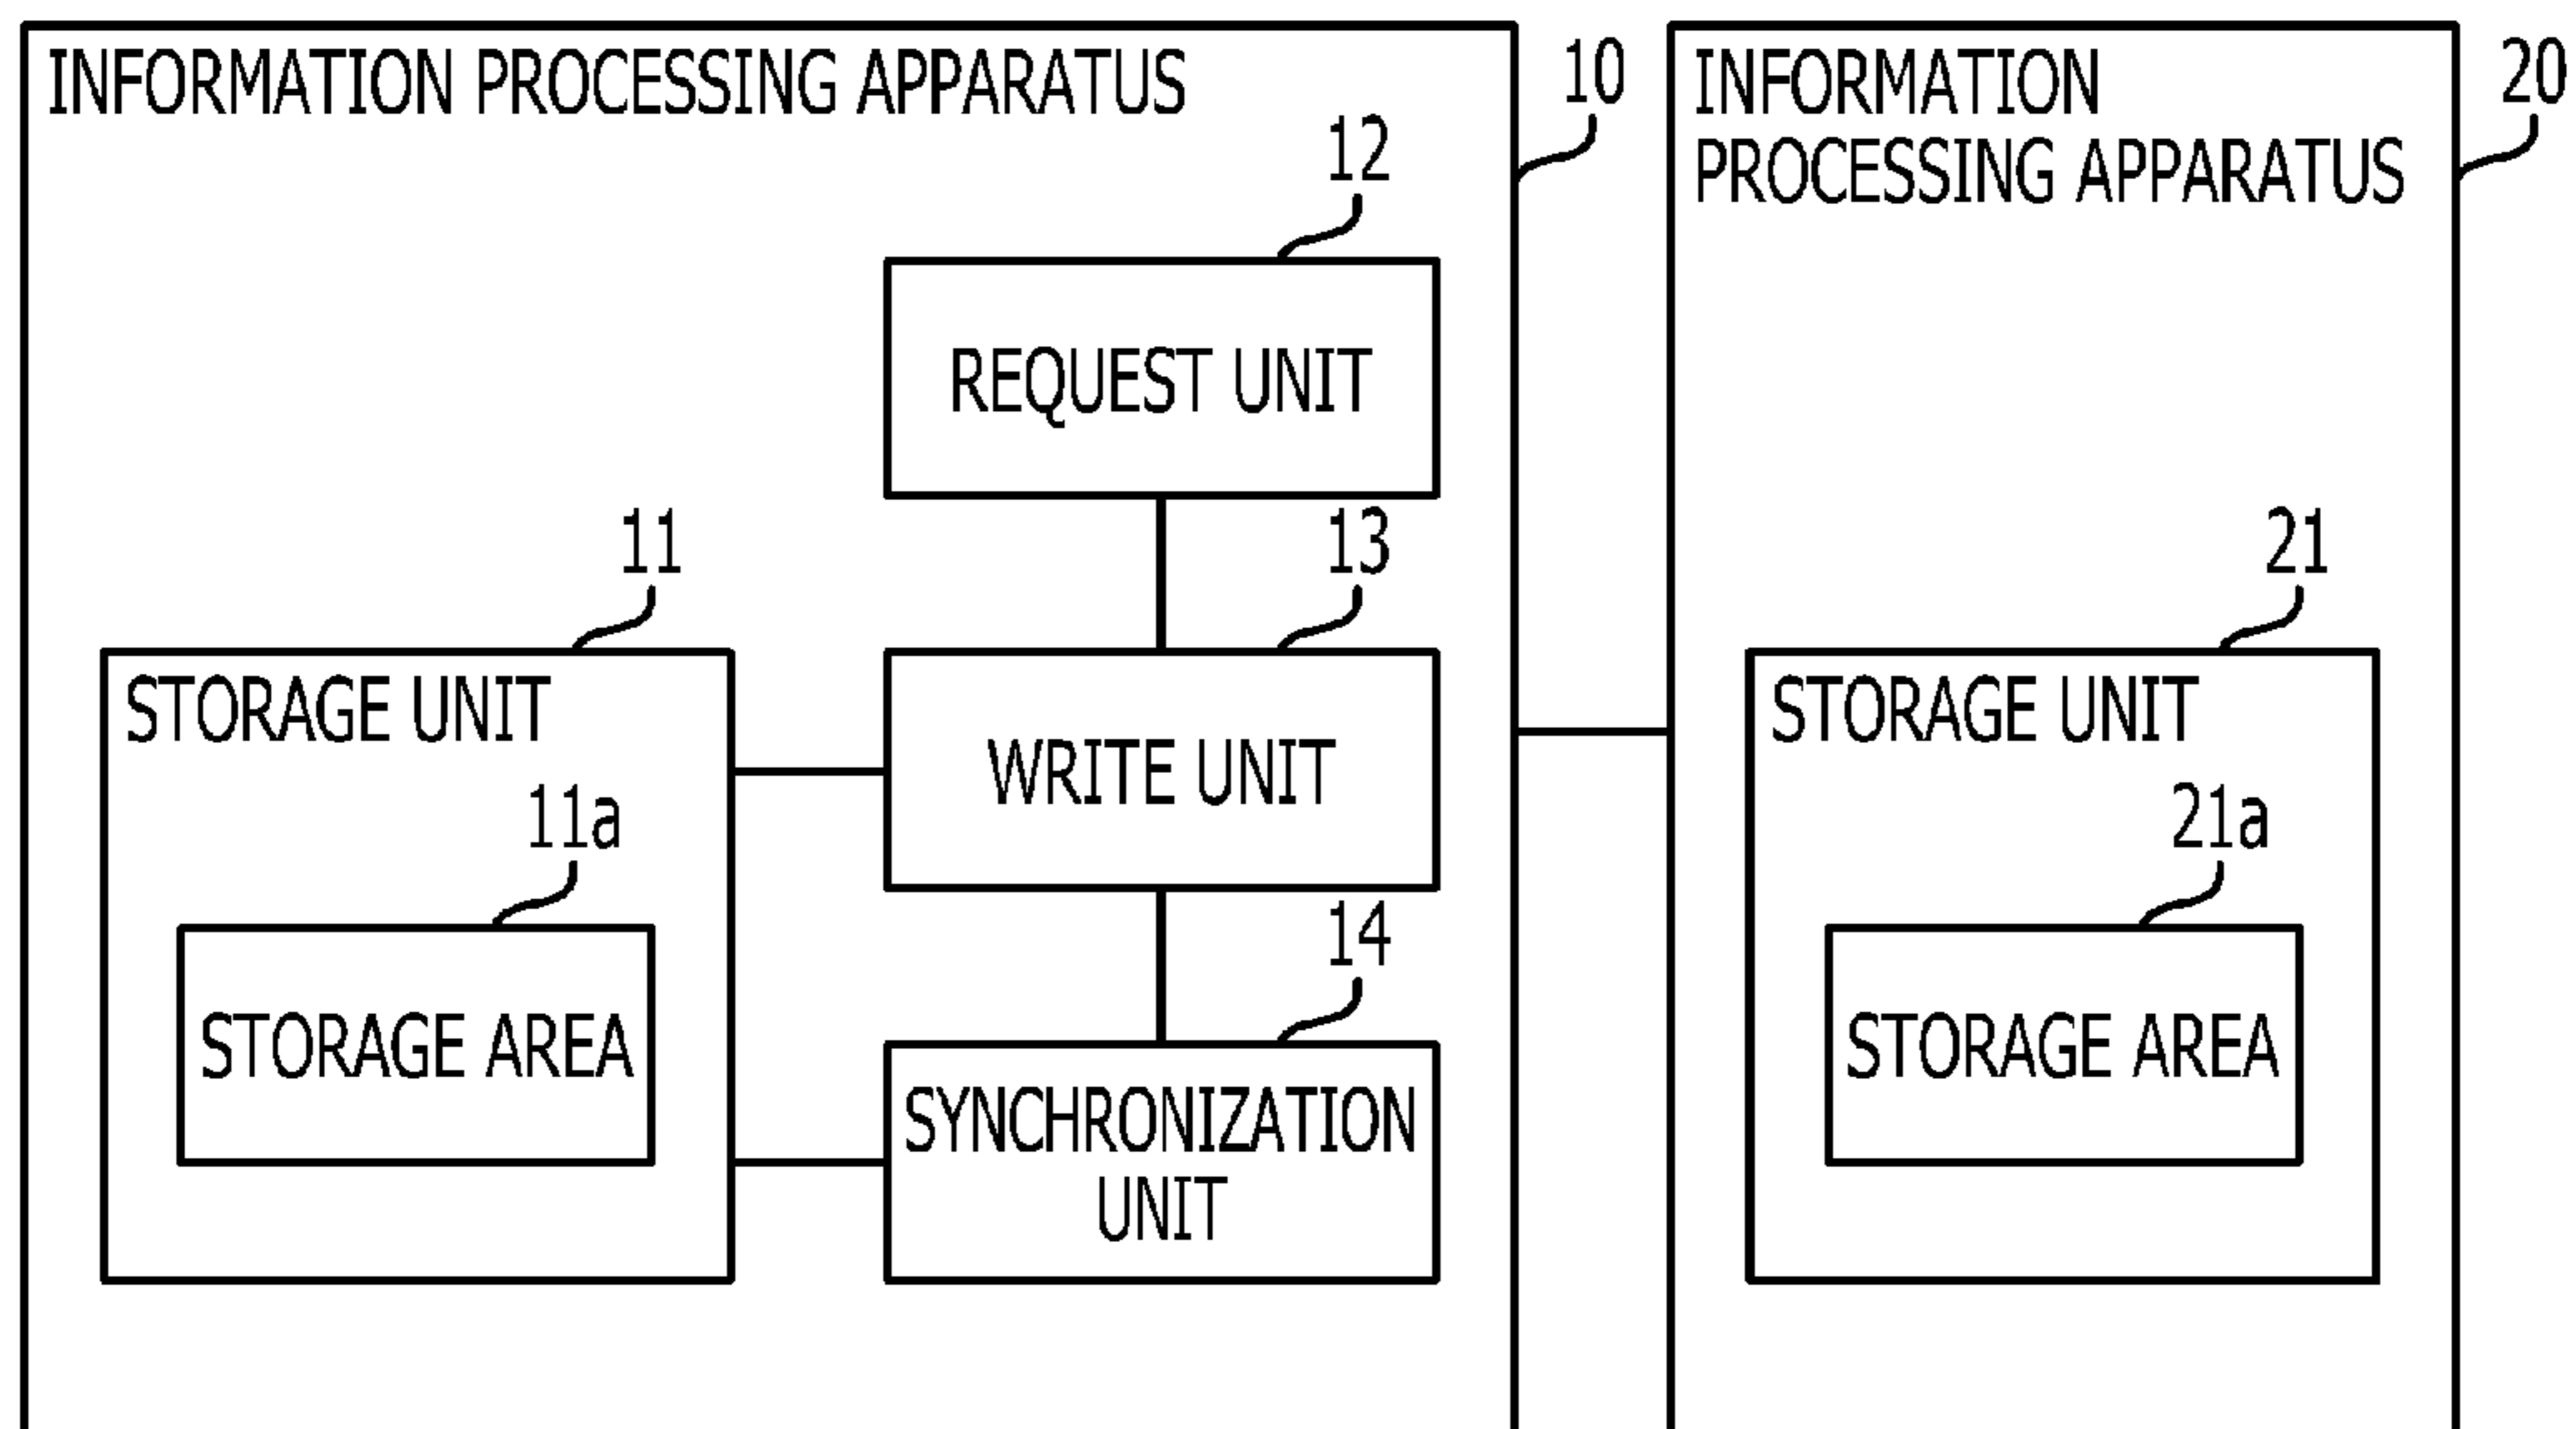 INFORMATION PROCESSING APPARATUS
10
12
REQUEST UNIT
11
13
STORAGE UNIT
WRITE UNIT
11a
STORAGE AREA
14
SYNCHRONIZATION
UNIT
INFORMATION
PROCESSING APPARATUS
20
21
STORAGE UNIT
21a
STORAGE AREA